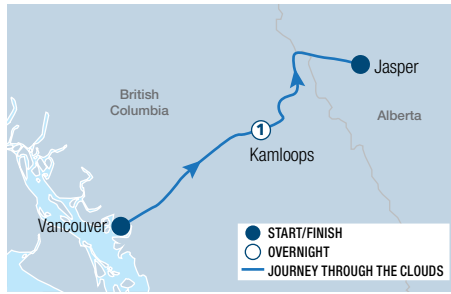 Jasper
British
Columbia
Alberta
1
Kamloops
Vancouver
START/FINISH
OVERNIGHT
JOURNEY THROUGH THE CLOUDS